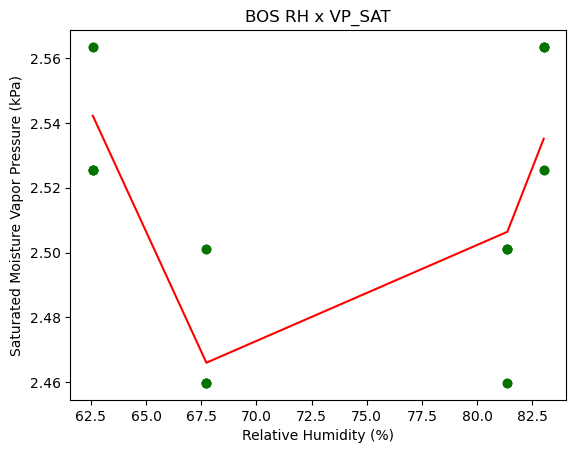 BOS RH x VP_SAT
Saturated Moisture Vapor Pressure (kPa)
2.56
2.54
2.52
2.50
2.48
2.46
62.5 65.0 67.5 70.0 72.5 75.0 77.5 80.0 82.5
Relative Humidity (%)